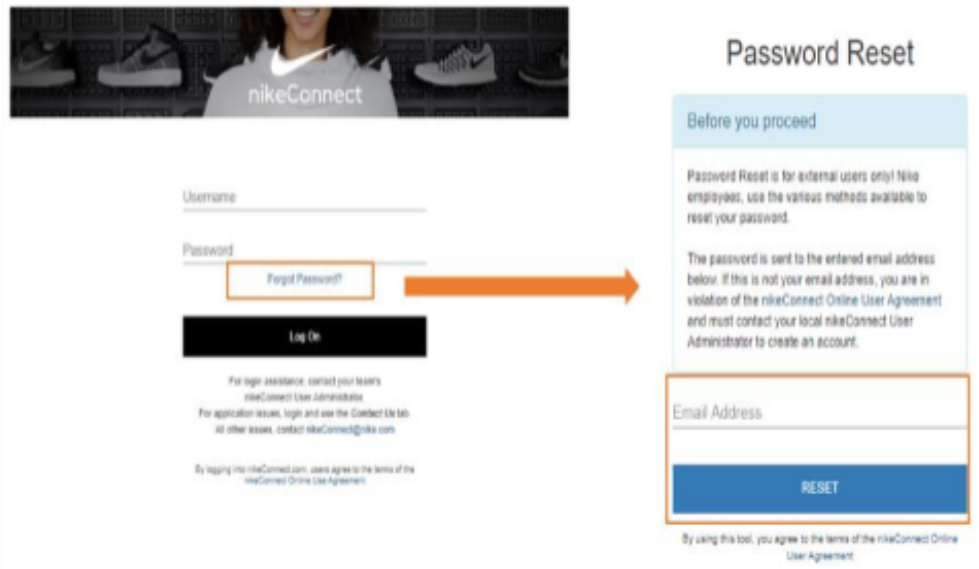 nikeConnect
Username
Password
Forgot Password?
Log On
For login assistance, contact your team's
nikeConnect User Administrator.
For application issues, login and use the Contact Us tab.
All other issues, contact nikeConnect@nike.com
By logging into nikeConnect.com, users agree to the terms of the
nikeConnect Online Use Agreement
Password Reset
Before you proceed
Password Reset is for external users only! Nike
employees, use the various methods available to
reset your password.
The password is sent to the entered email address
below. If this is not your email address, you are in
violation of the nikeConnect Online User Agreement
and must contact your local nikeConnect User
Administrator to create an account.
Email Address
RESET
By using this tool, you agree to the terms of the nikeConnect Online
User Agreement